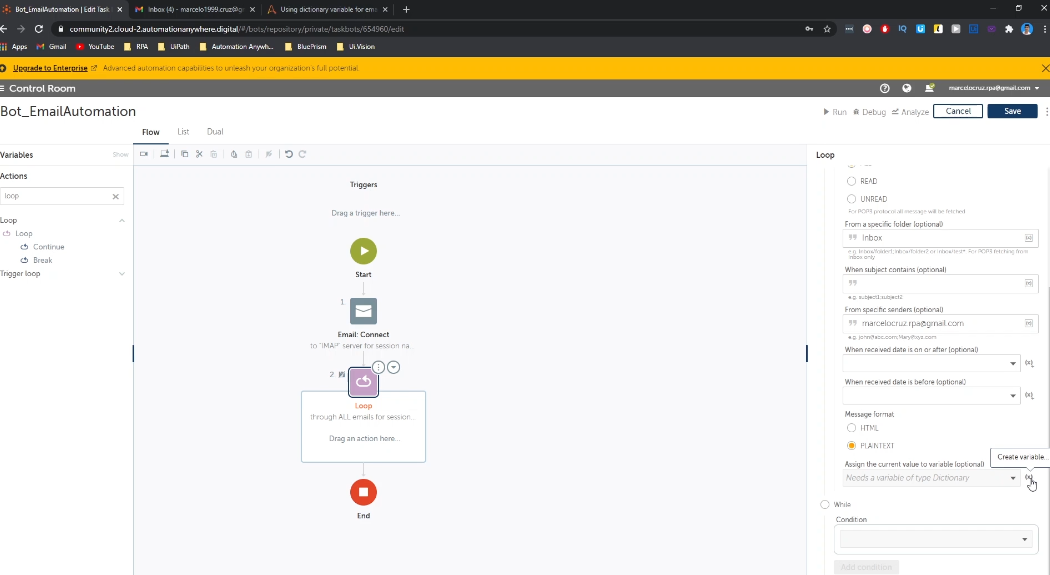 Bot_EmailAutomation | Edit Task
Inbox (4) - marcelo1999.cruz@g
Using dictionary variable for ema
community2.cloud-2.automationanywhere.digital/#/bots/repository/private/taskbots/604960/edit
Apps
Gmail
YouTube
RPA
UiPath
Automation Anywh...
BluePrism
Ui.Vision
Upgrade to Enterprise
Advanced automation capabilities to unleash your organization's full potential.
Control Room
marcelocruz.rpa@gmail.com
Bot_EmailAutomation
Run
Debug
Analyze
Cancel
Save
Flow
List
Dual
Variables
Show
Loop
Actions
loop
Loop
Loop
Continue
Break
Trigger loop
Triggers
Drag a trigger here...
Start
1.
Email: Connect
to "IMAP" server for session na...
2
Loop
through ALL emails for session...
Drag an action here...
End
READ
UNREAD
For POP3 protocol all message will be fetched
From a specific folder (optional)
Inbox
e.g. Inbox/folder1;Inbox/folder2 or Inbox/test*. For POP3 fetching from
inbox only
When subject contains (optional)
e.g. subject1;subject2
From specific senders (optional)
marcelocruz.rpa@gmail.com
e.g. john@abc.com;Mary@xyz.com
When received date is on or after (optional)
When received date is before (optional)
Message format
HTML
PLAINTEXT
Create variable...
Assign the current value to variable (optional)
Needs a variable of type Dictionary
(x)
While
Condition
Add condition